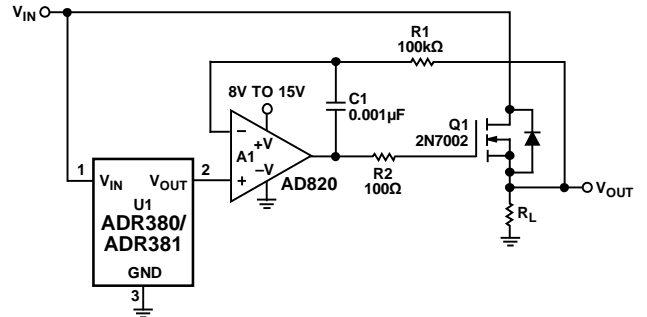 VIN
R1
100kΩ
8V TO 15V
C1
0.001µF
Q1
2N7002
−
+V
A1
−V
+
AD820
R2
100Ω
1
2
VIN
VOUT
U1
ADR380/
ADR381
GND
3
VOUT
RL